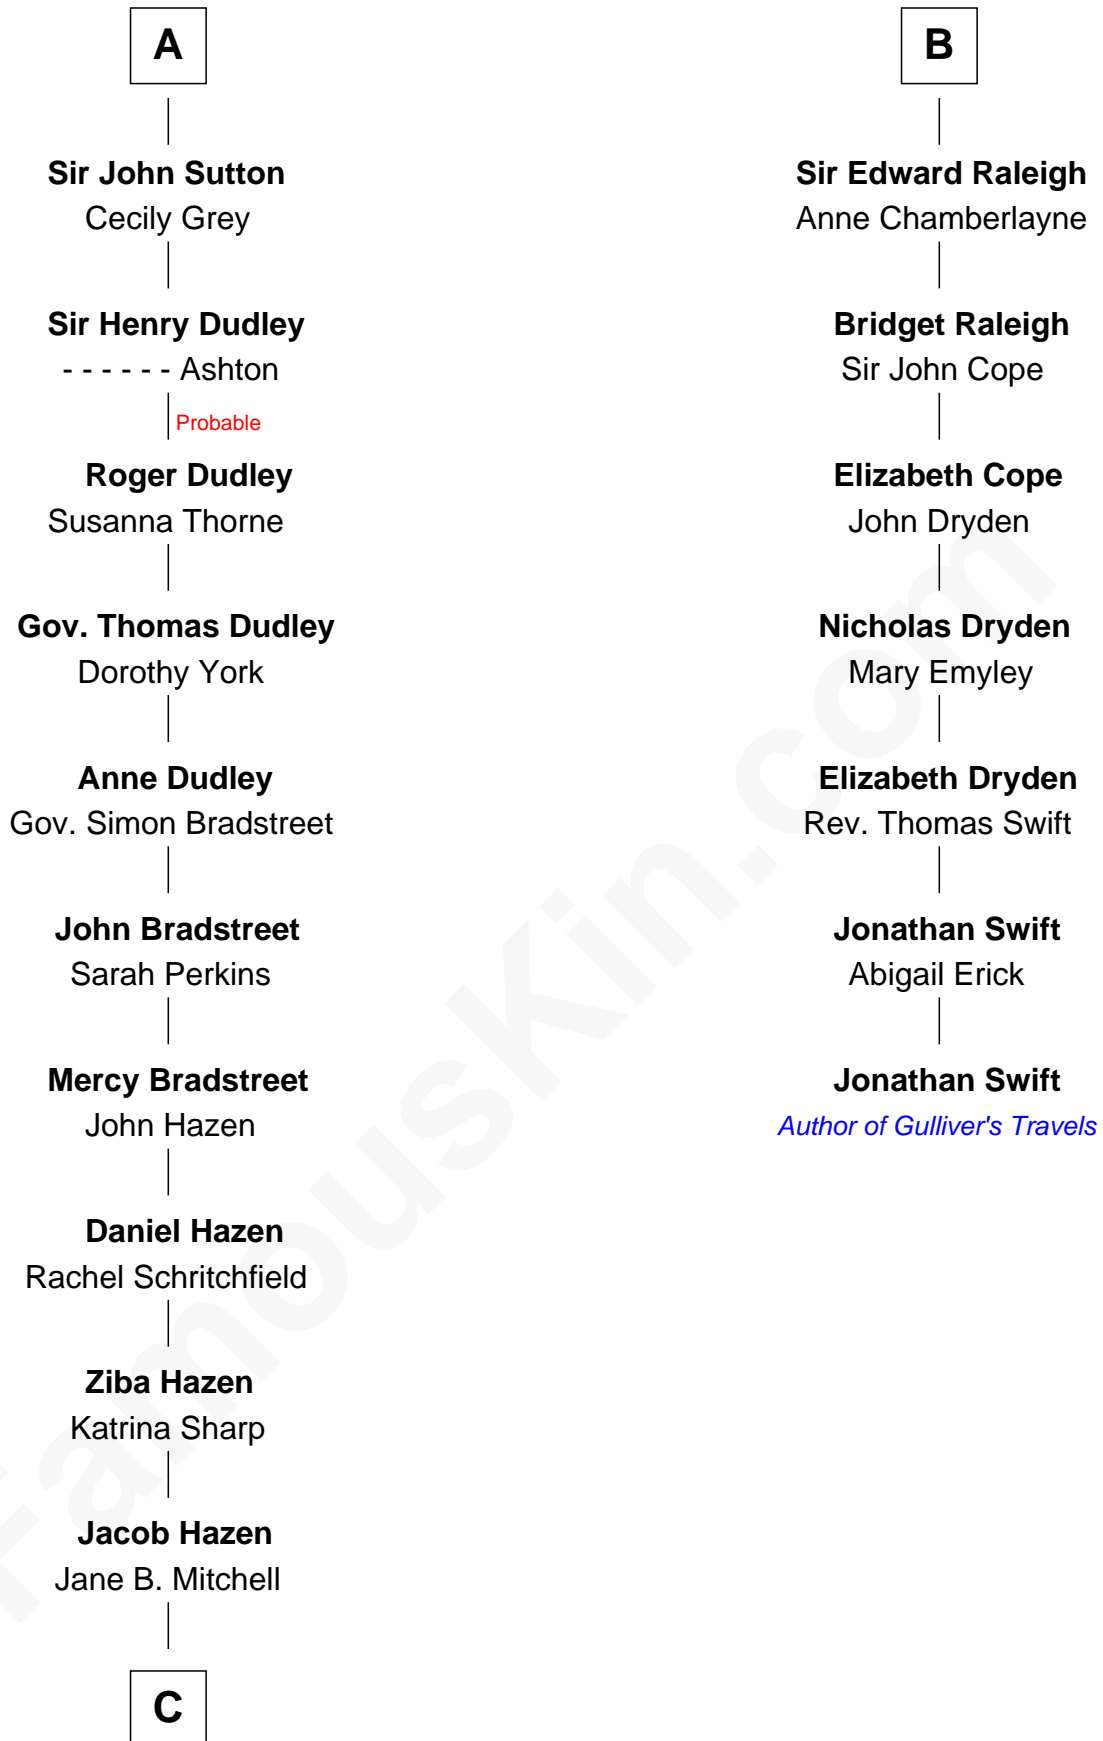 A
Sir John Sutton
Cecily Grey
Sir Henry Dudley
- - - - - - Ashton
Probable
Roger Dudley
Susanna Thorne
Gov. Thomas Dudley
Dorothy York
Anne Dudley
Gov. Simon Bradstreet
John Bradstreet
Sarah Perkins
Mercy Bradstreet
John Hazen
Daniel Hazen
Rachel Schritchfield
Ziba Hazen
Katrina Sharp
Jacob Hazen
Jane B. Mitchell
C
B
Sir Edward Raleigh
Anne Chamberlayne
Bridget Raleigh
Sir John Cope
Elizabeth Cope
John Dryden
Nicholas Dryden
Mary Emyley
Elizabeth Dryden
Rev. Thomas Swift
Jonathan Swift
Abigail Erick
Jonathan Swift
Author of Gulliver's Travels
FamousKin.com